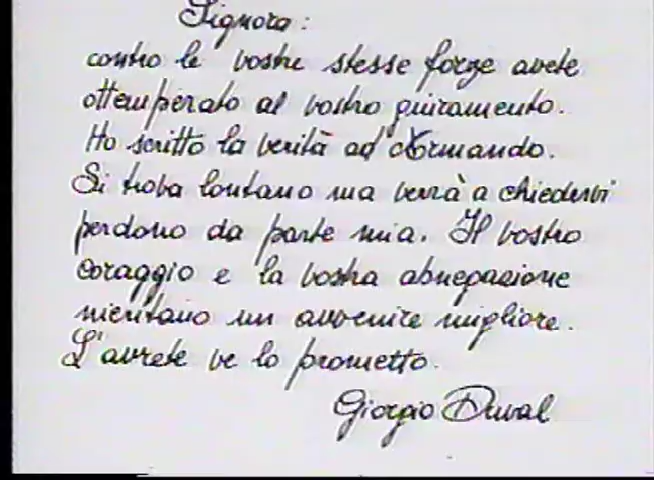 Signora:
contro le vostre stesse forze avete
ottemperato al vostro giuramento.
Ho scritto la verità ad Armando.
Si trova lontano ma verrà a chiedervi
perdono da parte mia. Il vostro
coraggio e la vostra abnegazione
meritano un avvenire migliore.
L'avrete ve lo prometto.
Giorgio Duval